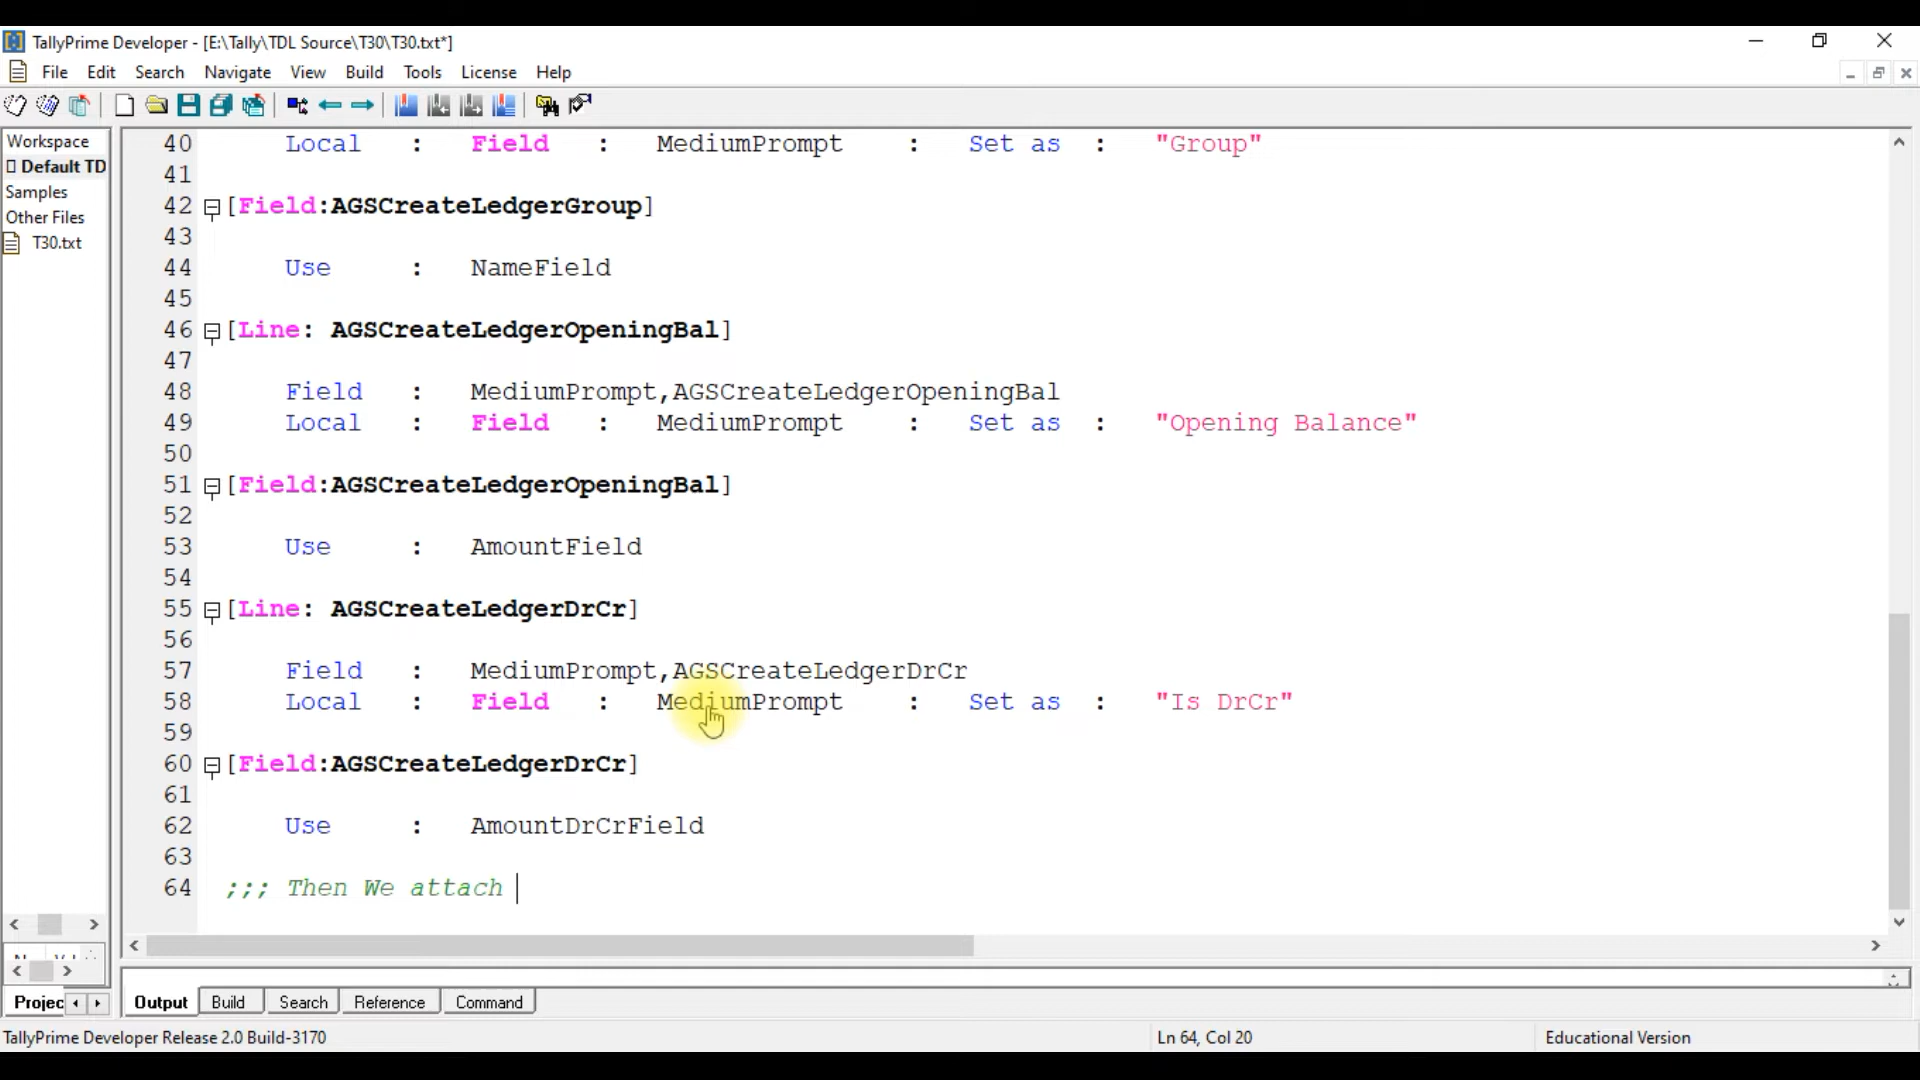 TallyPrime Developer - [E:\Tally\TDL Source\T30\T30.txt*]
File Edit Search Navigate View Build Tools License Help
Workspace
Default TD
Samples
Other Files
T30.txt
40 Local : Field : MediumPrompt : Set as : "Group"
41
42 [Field:AGSCreateLedgerGroup]
43
44 Use : NameField
45
46 [Line: AGSCreateLedgerOpeningBal]
47
48 Field : MediumPrompt,AGSCreateLedgerOpeningBal
49 Local : Field : MediumPrompt : Set as : "Opening Balance"
50
51 [Field:AGSCreateLedgerOpeningBal]
52
53 Use : AmountField
54
55 [Line: AGSCreateLedgerDrCr]
56
57 Field : MediumPrompt,AGSCreateLedgerDrCr
58 Local : Field : MediumPrompt : Set as : "Is DrCr"
59
60 [Field:AGSCreateLedgerDrCr]
61
62 Use : AmountDrCrField
63
64 ;;; Then We attach
Projec
Output Build Search Reference Command
TallyPrime Developer Release 2.0 Build-3170 Ln 64, Col 20 Educational Version